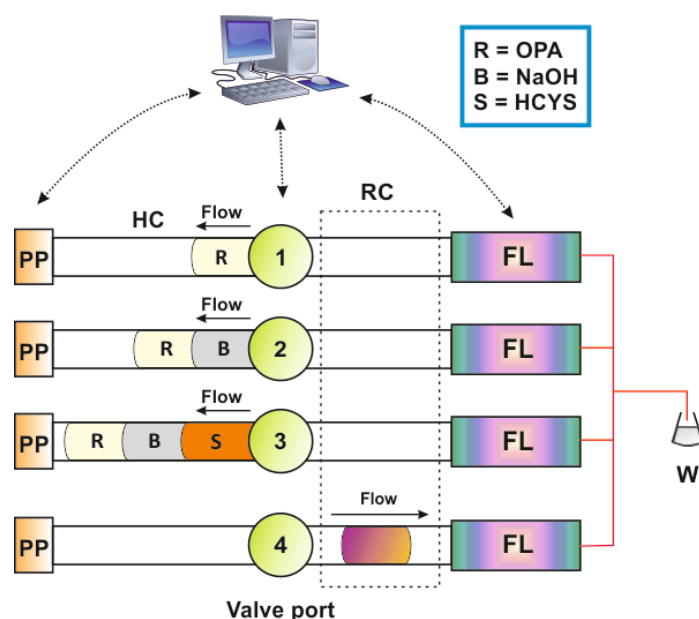 R = OPA
B = NaOH
S = HCYS
RC
HC
Flow
PP
R
1
FL
Flow
PP
R
B
2
FL
Flow
PP
R
B
S
3
FL
W
Flow
PP
4
FL
Valve port